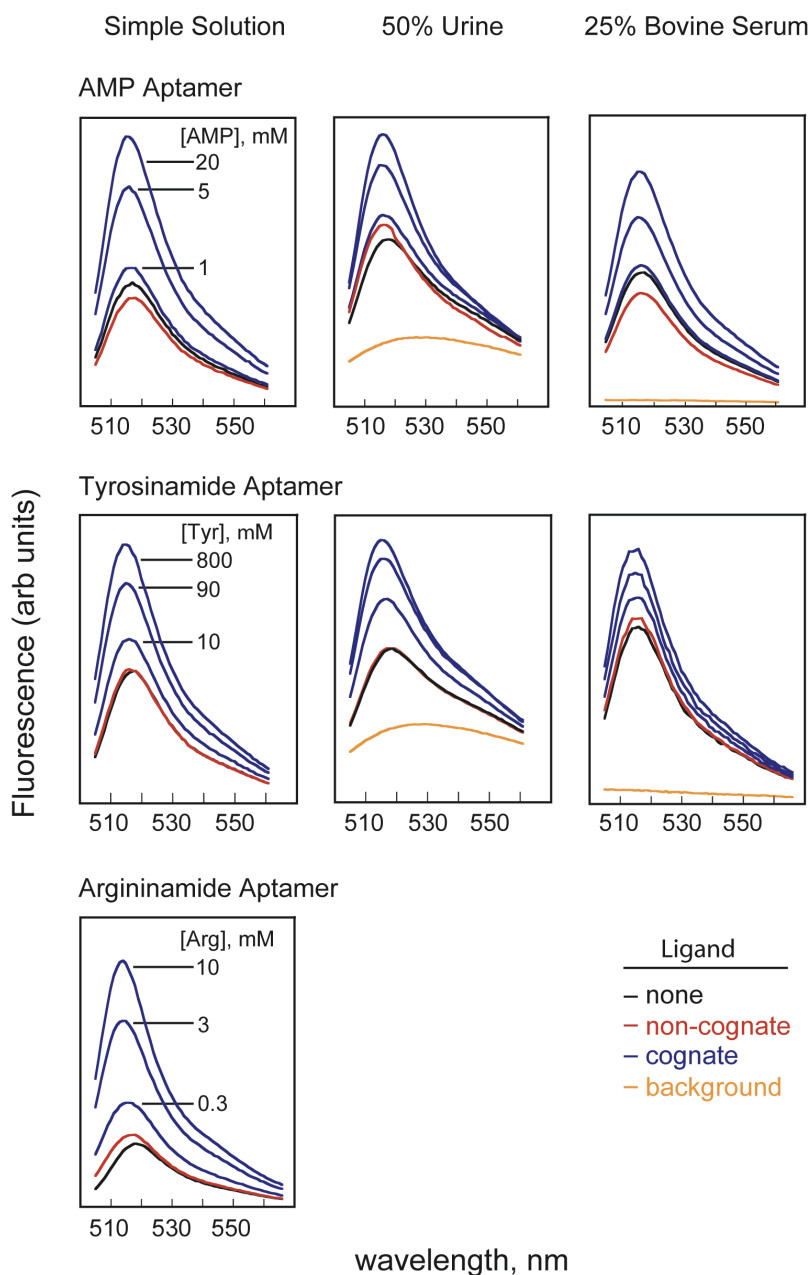 Simple Solution 50% Urine 25% Bovine Serum
AMP Aptamer
[AMP], mM
20
5
1
510 530 550 510 530 550 510 530 550
Tyrosinamide Aptamer
[Tyr], mM
800
90
10
510 530 550 510 530 550 510 530 550
Fluorescence (arb units)
Argininamide Aptamer
[Arg], mM
10
3
0.3
510 530 550
Ligand
none
non-cognate
cognate
background
wavelength, nm